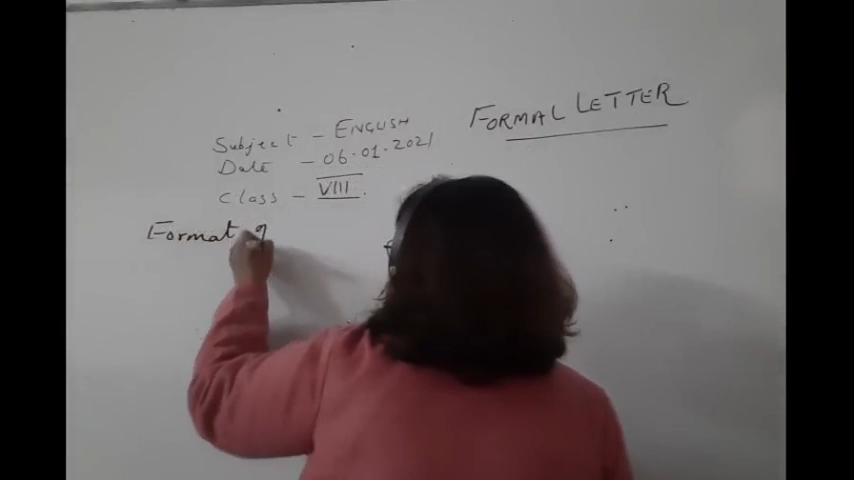 FORMAL LETTER
Subject - ENGLISH
Date - 06.01.2021
Class - VIII.
Format of